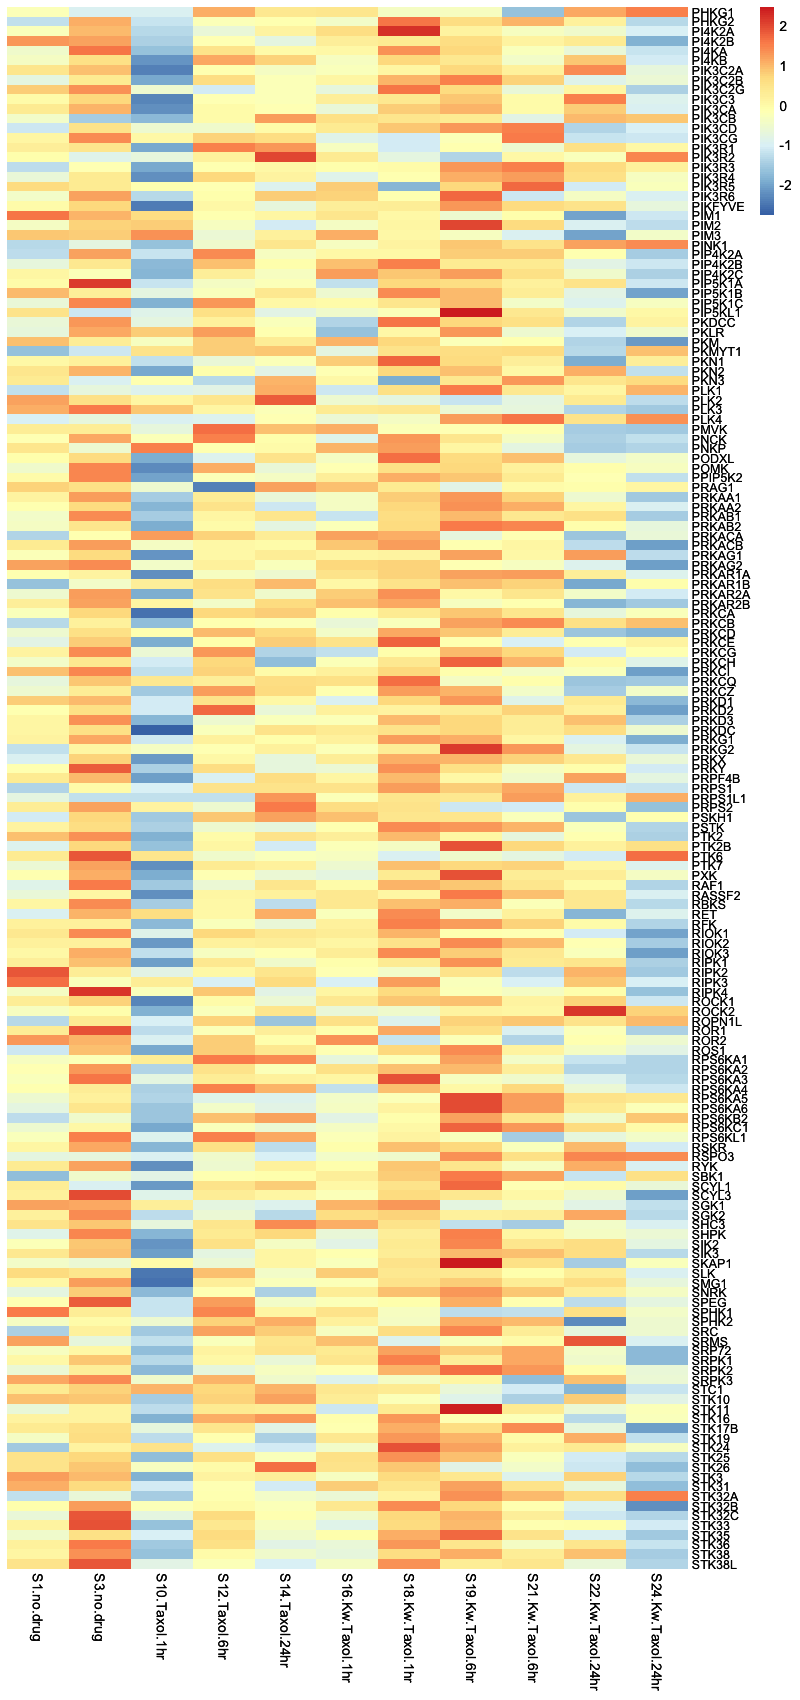 PHKG1
PHKG2
PI4K2A
PI4K2B
PI4KA
PI4KB
PIK3C2A
PIK3C2B
PIK3C2G
PIK3C3
PIK3CA
PIK3CB
PIK3CD
PIK3CG
PIK3R1
PIK3R2
PIK3R3
PIK3R4
PIK3R5
PIK3R6
PIKFYVE
PIM1
PIM2
PIM3
PINK1
PIP4K2A
PIP4K2B
PIP4K2C
PIP5K1A
PIP5K1B
PIP5K1C
PIP5KL1
PKDCC
PKLR
PKM
PKMYT1
PKN1
PKN2
PKN3
PLK1
PLK2
PLK3
PLK4
PMVK
PNCK
PNKP
PODXL
POMK
PPIP5K2
PRAG1
PRKAA1
PRKAA2
PRKAB1
PRKAB2
PRKACA
PRKACB
PRKAG1
PRKAG2
PRKAR1A
PRKAR1B
PRKAR2A
PRKAR2B
PRKCA
PRKCB
PRKCD
PRKCE
PRKCG
PRKCH
PRKCI
PRKCQ
PRKCZ
PRKD1
PRKD2
PRKD3
PRKDC
PRKG1
PRKG2
PRKX
PRKY
PRPF4B
PRPS1
PRPS1L1
PRPS2
PSKH1
PSTK
PTK2
PTK2B
PTK6
PTK7
PXK
RAF1
RASSF2
RBKS
RET
RFK
RIOK1
RIOK2
RIOK3
RIPK1
RIPK2
RIPK3
RIPK4
ROCK1
ROCK2
ROPN1L
ROR1
ROR2
ROS1
RPS6KA1
RPS6KA2
RPS6KA3
RPS6KA4
RPS6KA5
RPS6KA6
RPS6KB2
RPS6KC1
RPS6KL1
RSKR
RSPO3
RYK
SBK1
SCYL1
SCYL3
SGK1
SGK2
SHC3
SHPK
SIK2
SIK3
SKAP1
SLK
SMG1
SNRK
SPEG
SPHK1
SPHK2
SRC
SRMS
SRP72
SRPK1
SRPK2
SRPK3
STC1
STK10
STK11
STK16
STK17B
STK19
STK24
STK25
STK26
STK3
STK31
STK32A
STK32B
STK32C
STK33
STK35
STK36
STK38
STK38L
2
1
0
-1
-2
S1.no.drug
S3.no.drug
S10.Taxol.1hr
S12.Taxol.6hr
S14.Taxol.24hr
S16.Kw.Taxol.1hr
S18.Kw.Taxol.1hr
S19.Kw.Taxol.6hr
S21.Kw.Taxol.6hr
S22.Kw.Taxol.24hr
S24.Kw.Taxol.24hr